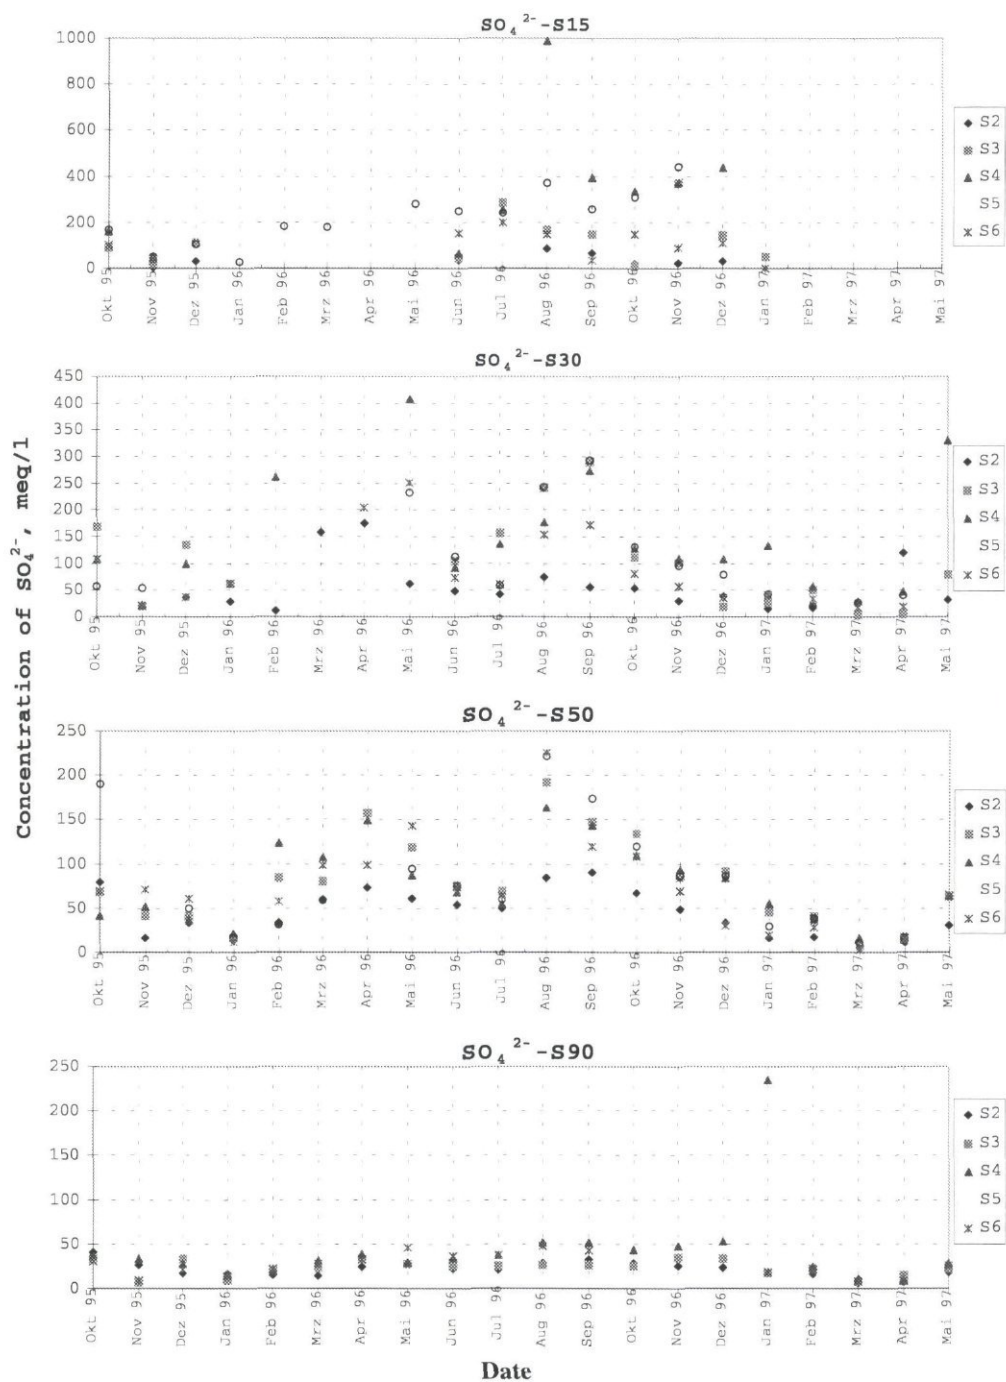 SO₄²⁻-S15
1000
800
600
400
200
0
Okt 95
Nov 95
Dez 95
Jan 96
Feb 96
Mrz 96
Apr 96
Mai 96
Jun 96
Jul 96
Aug 96
Sep 96
Okt 96
Nov 96
Dez 96
Jan 97
Feb 97
Mrz 97
Apr 97
Mai 97
S2
S3
S4
S5
S6
SO₄²⁻-S30
450
400
350
300
250
200
150
100
50
0
Okt 95
Nov 95
Dez 95
Jan 96
Feb 96
Mrz 96
Apr 96
Mai 96
Jun 96
Jul 96
Aug 96
Sep 96
Okt 96
Nov 96
Dez 96
Jan 97
Feb 97
Mrz 97
Apr 97
Mai 97
S2
S3
S4
S5
S6
Concentration of SO₄²⁻, meq/l
SO₄²⁻-S50
250
200
150
100
50
0
Okt 95
Nov 95
Dez 95
Jan 96
Feb 96
Mrz 96
Apr 96
Mai 96
Jun 96
Jul 96
Aug 96
Sep 96
Okt 96
Nov 96
Dez 96
Jan 97
Feb 97
Mrz 97
Apr 97
Mai 97
S2
S3
S4
S5
S6
SO₄²⁻-S90
250
200
150
100
50
0
Okt 95
Nov 95
Dez 95
Jan 96
Feb 96
Mrz 96
Apr 96
Mai 96
Jun 96
Jul 96
Aug 96
Sep 96
Okt 96
Nov 96
Dez 96
Jan 97
Feb 97
Mrz 97
Apr 97
Mai 97
S2
S3
S4
S5
S6
Date